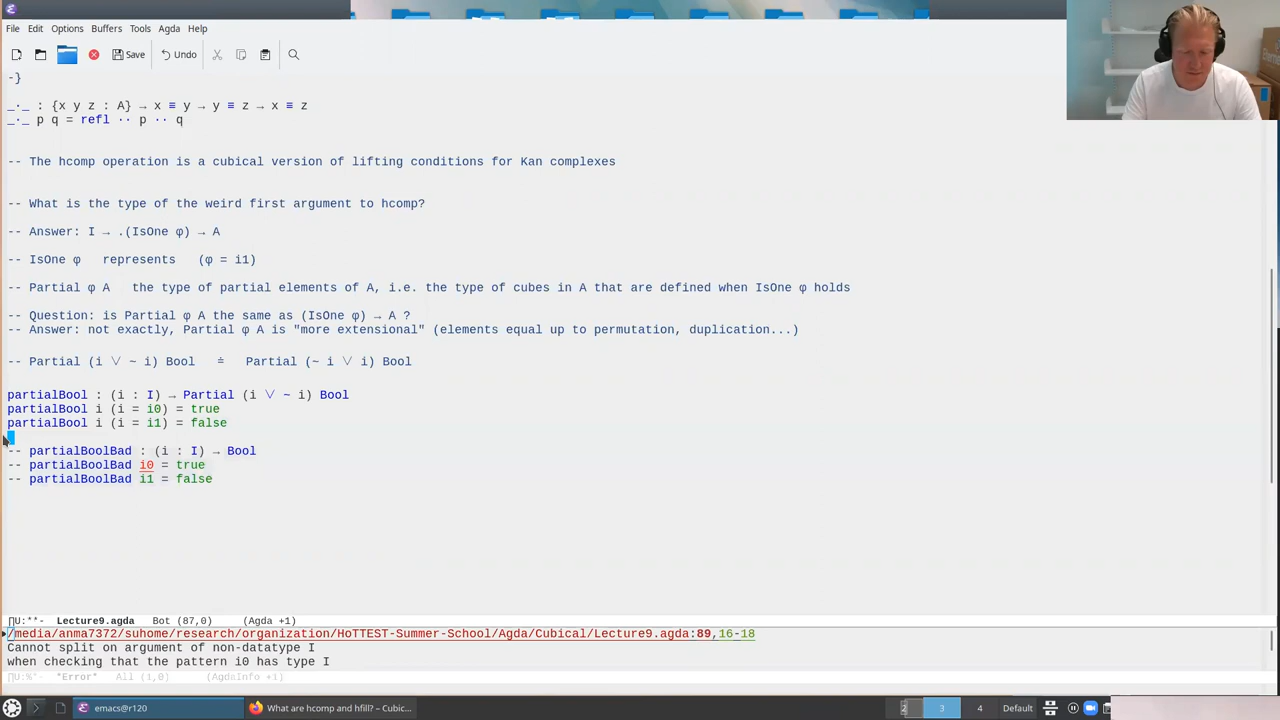 File Edit Options Buffers Tools Agda Help
Save Undo
-}
_∙_ : {x y z : A} → x ≡ y → y ≡ z → x ≡ z
_∙_ p q = refl ∙∙ p ∙∙ q
-- The hcomp operation is a cubical version of lifting conditions for Kan complexes
-- What is the type of the weird first argument to hcomp?
-- Answer: I → .(IsOne φ) → A
-- IsOne φ represents (φ = i1)
-- Partial φ A the type of partial elements of A, i.e. the type of cubes in A that are defined when IsOne φ holds
-- Question: is Partial φ A the same as (IsOne φ) → A ?
-- Answer: not exactly, Partial φ A is "more extensional" (elements equal up to permutation, duplication...)
-- Partial (i ∨ ~ i) Bool ≐ Partial (~ i ∨ i) Bool
partialBool : (i : I) → Partial (i ∨ ~ i) Bool
partialBool i (i = i0) = true
partialBool i (i = i1) = false
-- partialBoolBad : (i : I) → Bool
-- partialBoolBad i0 = true
-- partialBoolBad i1 = false
U:**- Lecture9.agda Bot (87,0) (Agda +1)
/media/anma7372/suhome/research/organization/HoTTEST-Summer-School/Agda/Cubical/Lecture9.agda:89,16-18
Cannot split on argument of non-datatype I
when checking that the pattern i0 has type I
U:%*- *Error* All (1,0) (AgdaInfo +1)
emacs@r120 What are hcomp and hfill? – Cubic... 2 3 4 Default